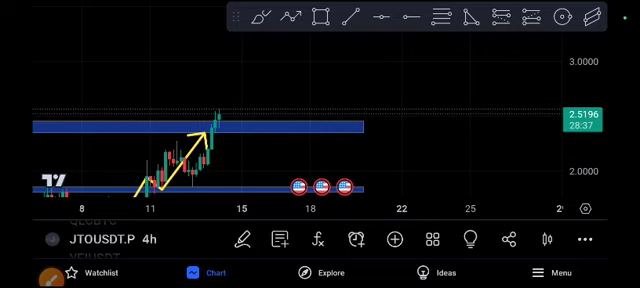 3.0000
2.5196
28:37
2.0000
8 11 15 18 22 25
JTOUSDT.P 4h
Watchlist Chart Explore Ideas Menu